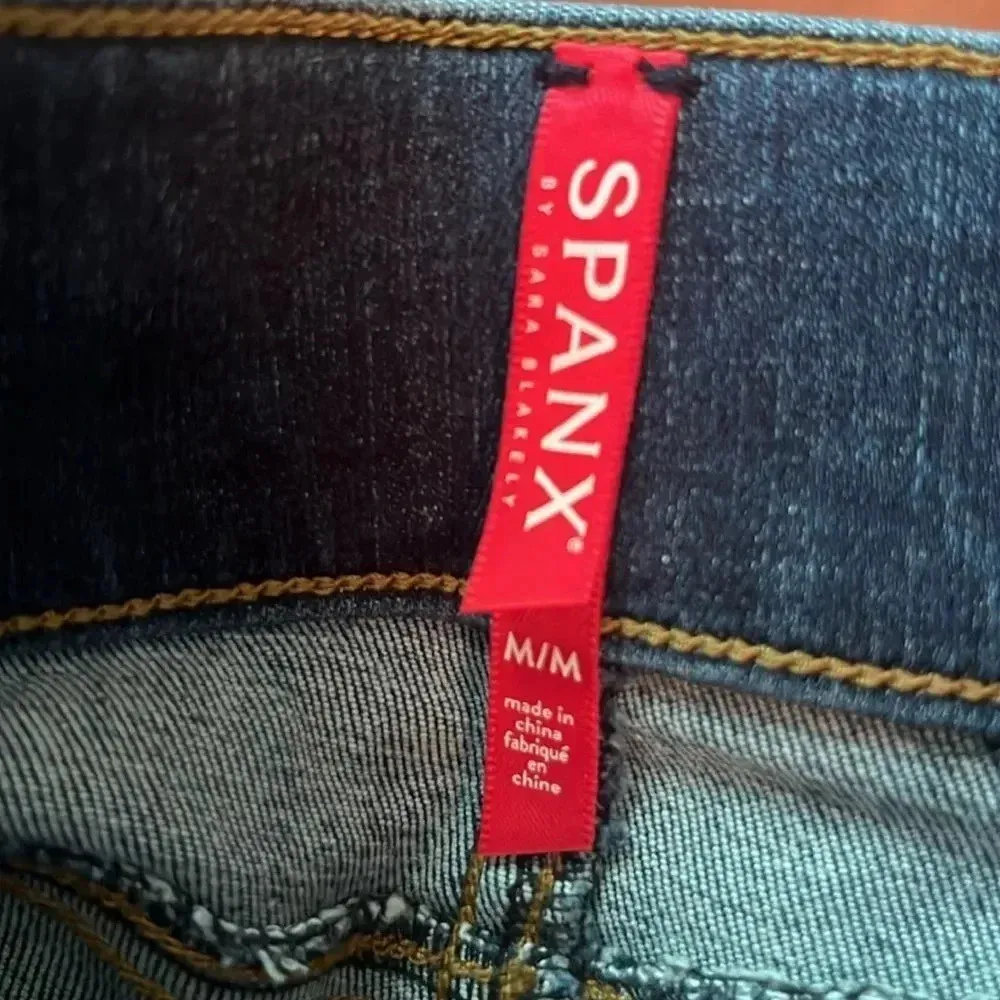 SPANX®
BY SARA BLAKELY
M/M
made in
china
fabriqué
en
chine